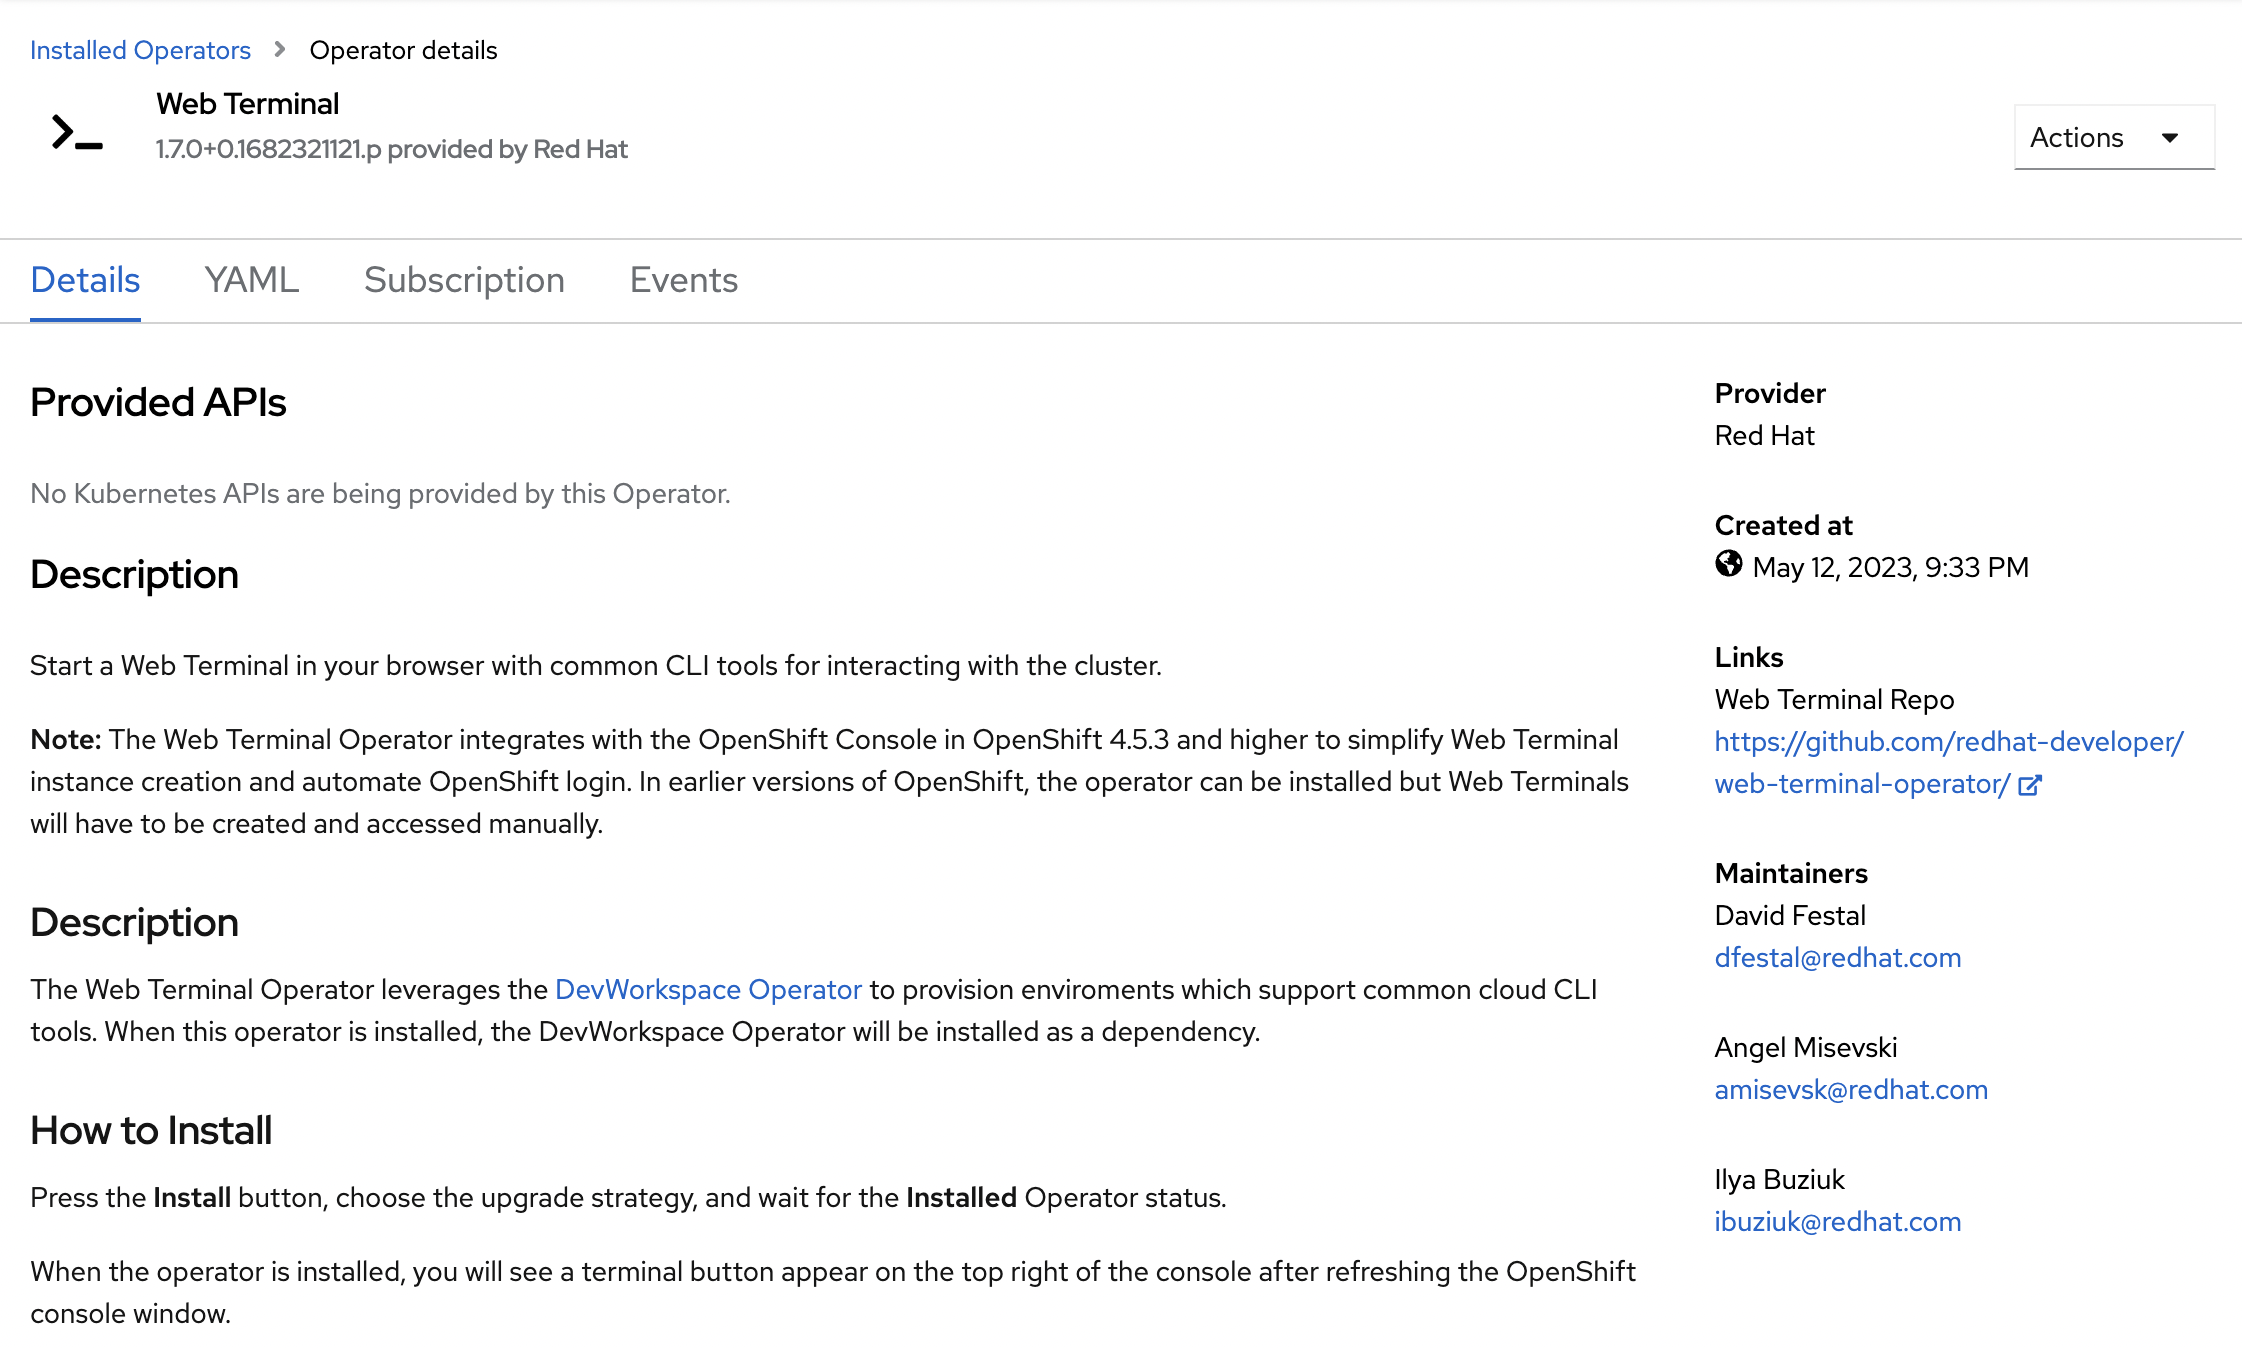 Installed Operators > Operator details
Web Terminal
1.7.0+0.1682321121.p provided by Red Hat
Actions
Details YAML Subscription Events
Provided APIs
No Kubernetes APIs are being provided by this Operator.
Description
Start a Web Terminal in your browser with common CLI tools for interacting with the cluster.
Note: The Web Terminal Operator integrates with the OpenShift Console in OpenShift 4.5.3 and higher to simplify Web Terminal
instance creation and automate OpenShift login. In earlier versions of OpenShift, the operator can be installed but Web Terminals
will have to be created and accessed manually.
Description
The Web Terminal Operator leverages the DevWorkspace Operator to provision enviroments which support common cloud CLI
tools. When this operator is installed, the DevWorkspace Operator will be installed as a dependency.
How to Install
Press the Install button, choose the upgrade strategy, and wait for the Installed Operator status.
When the operator is installed, you will see a terminal button appear on the top right of the console after refreshing the OpenShift
console window.
Provider
Red Hat
Created at
May 12, 2023, 9:33 PM
Links
Web Terminal Repo
https://github.com/redhat-developer/
web-terminal-operator/
Maintainers
David Festal
dfestal@redhat.com
Angel Misevski
amisevsk@redhat.com
Ilya Buziuk
ibuziuk@redhat.com